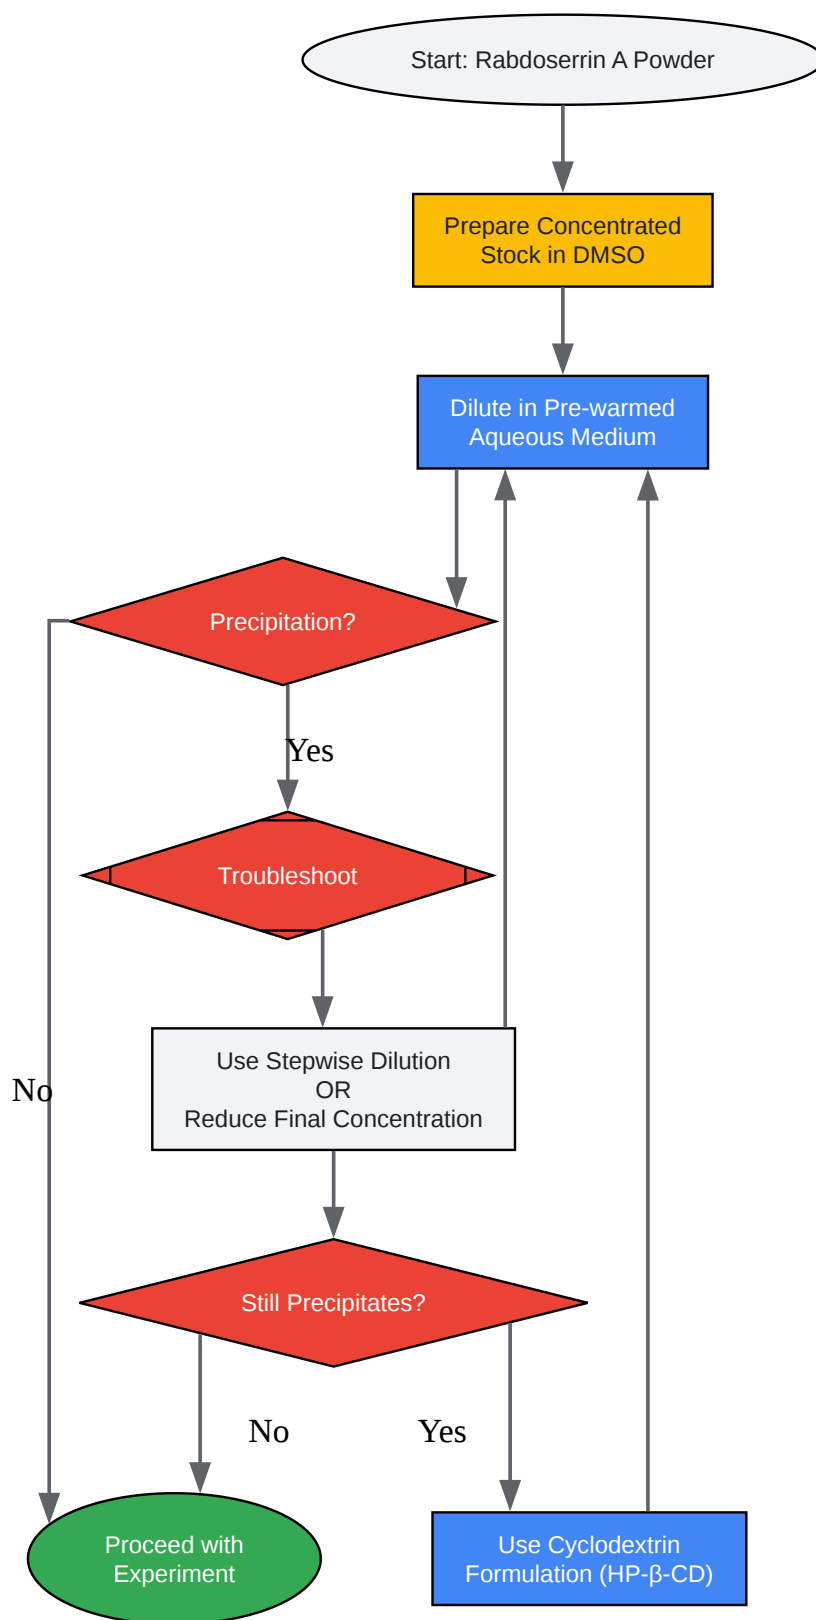 Start: Rabdoserrin A Powder
Prepare Concentrated
Stock in DMSO
Dilute in Pre-warmed
Aqueous Medium
Precipitation?
Yes
Troubleshoot
Use Stepwise Dilution
OR
Reduce Final Concentration
No
Still Precipitates?
No
Yes
Proceed with
Experiment
Use Cyclodextrin
Formulation (HP-β-CD)